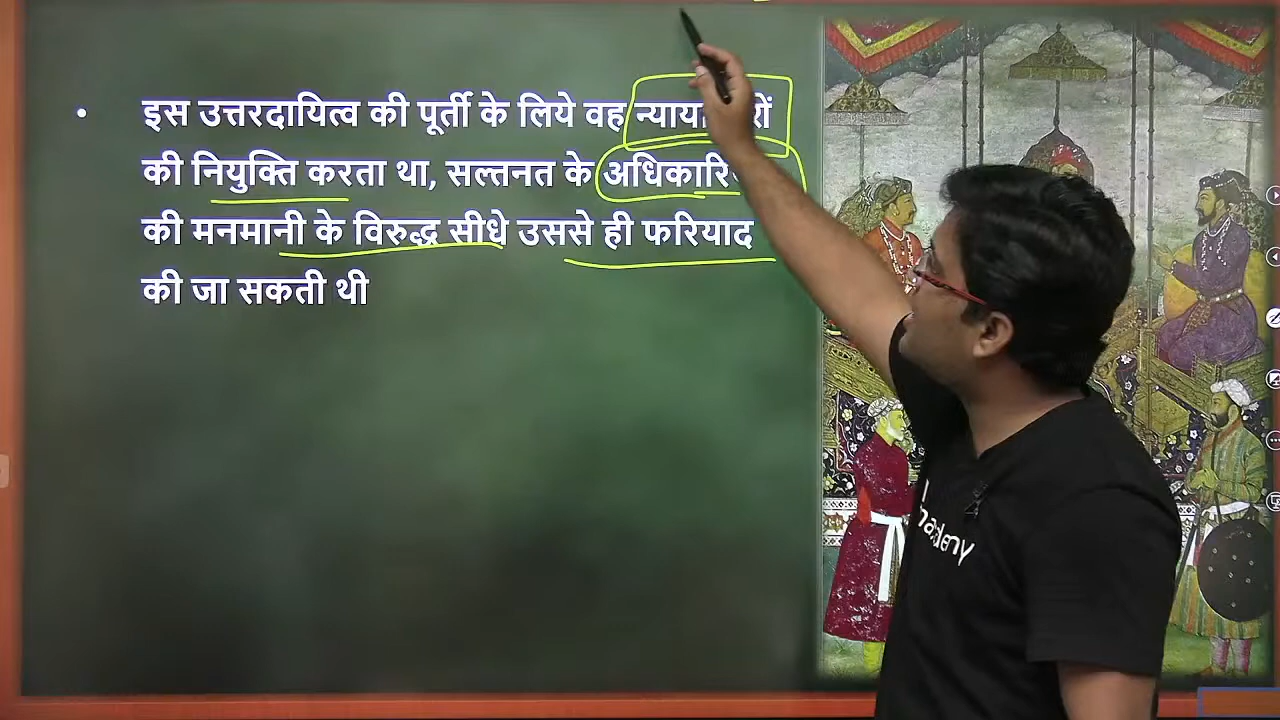 • इस उत्तरदायित्व की पूर्ती के लिये वह
की नियुक्ति करता था, सल्तनत के
की मनमानी के विरुद्ध सीधे उससे ही फरियाद
की जा सकती थी